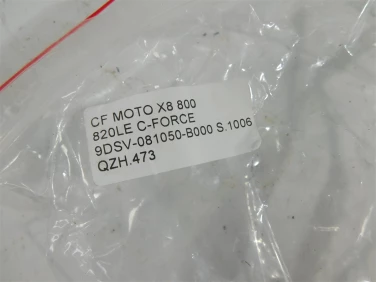 CF MOTO X8 800
820LE C-FORCE
9DSV-081050-B000 S.1006
QZH.473